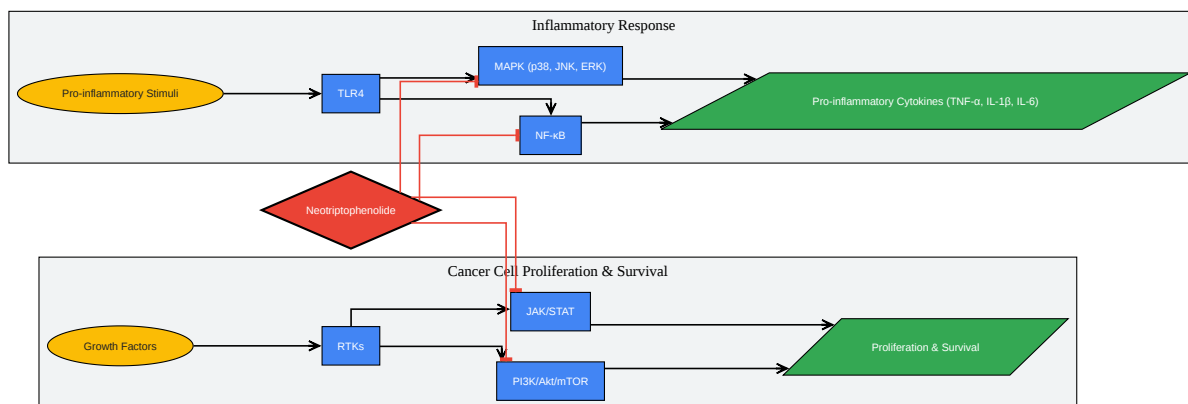 Inflammatory Response
MAPK (p38, JNK, ERK)
Pro-inflammatory Stimuli
TLR4
Pro-inflammatory Cytokines (TNF-α, IL-1β, IL-6)
NF-κB
Neotriptophenolide
Cancer Cell Proliferation & Survival
JAK/STAT
Growth Factors
RTKs
Proliferation & Survival
PI3K/Akt/mTOR